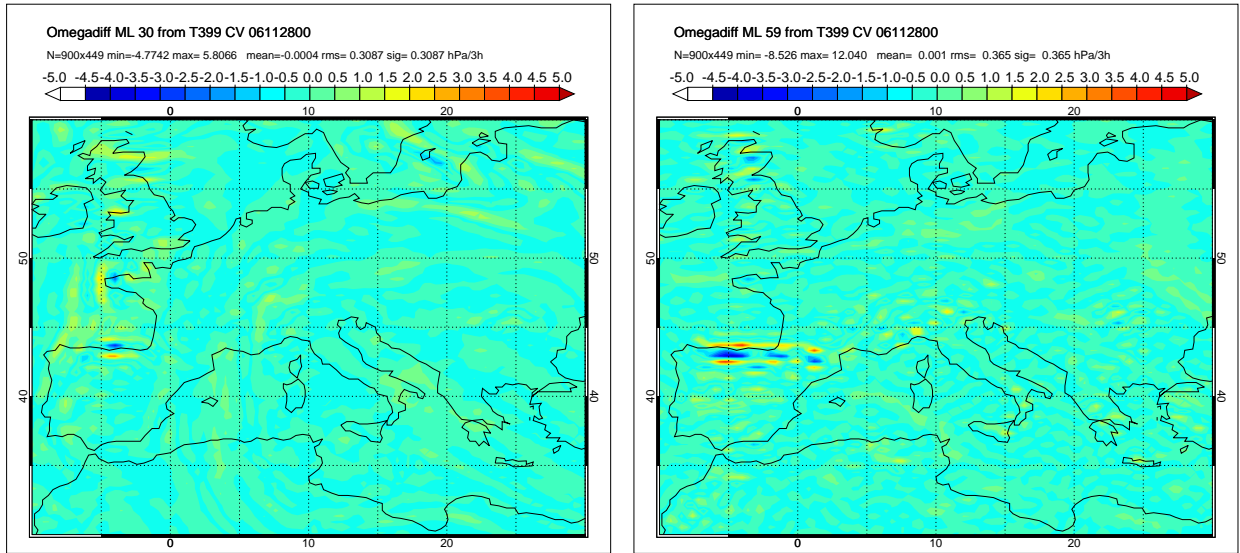 Omegadiff ML 30 from T399 CV 06112800
N=900x449 min=-4.7742 max= 5.8066 mean=-0.0004 rms= 0.3087 sig= 0.3087 hPa/3h
-5.0 -4.5 -4.0 -3.5 -3.0 -2.5 -2.0 -1.5 -1.0 -0.5 0.0 0.5 1.0 1.5 2.0 2.5 3.0 3.5 4.0 4.5 5.0
0 10 20
50 50
40 40
0 10 20
Omegadiff ML 59 from T399 CV 06112800
N=900x449 min= -8.526 max= 12.040 mean= 0.001 rms= 0.365 sig= 0.365 hPa/3h
-5.0 -4.5 -4.0 -3.5 -3.0 -2.5 -2.0 -1.5 -1.0 -0.5 0.0 0.5 1.0 1.5 2.0 2.5 3.0 3.5 4.0 4.5 5.0
0 10 20
50 50
40 40
0 10 20